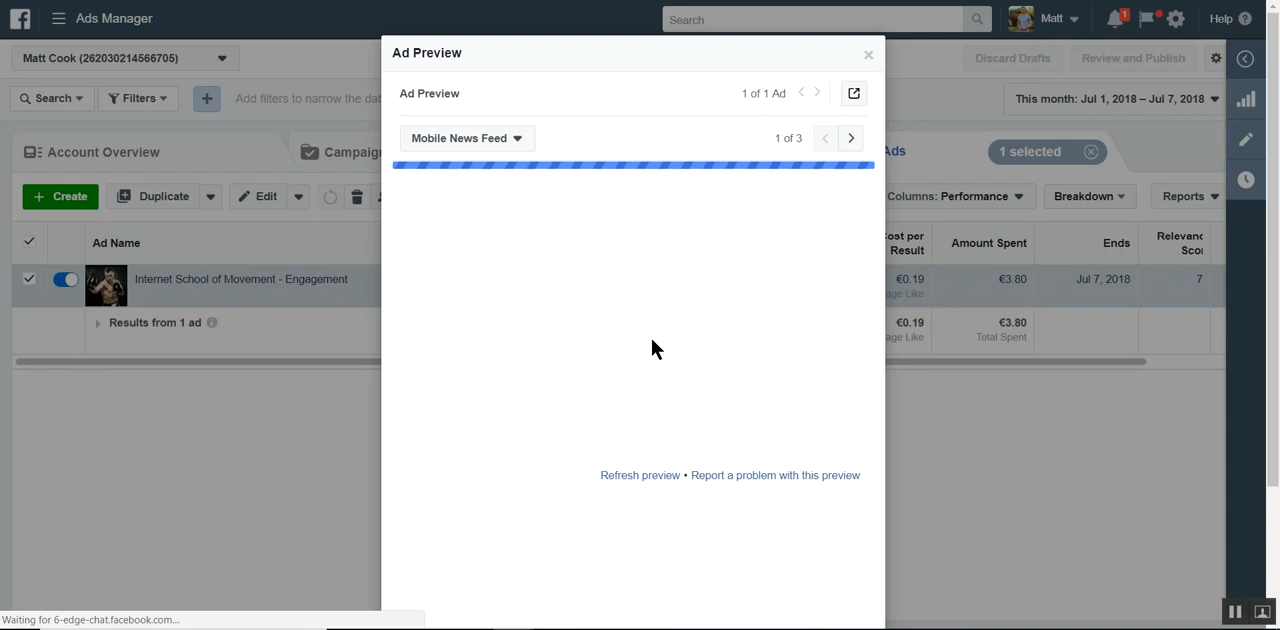 Ads Manager
Search
Matt
1
Help
Matt Cook (262030214566705)
Ad Preview
Discard Drafts
Review and Publish
Search
Filters
Add filters to narrow the dat
Ad Preview
1 of 1 Ad
This month: Jul 1, 2018 – Jul 7, 2018
Mobile News Feed
1 of 3
Account Overview
Campaig
Ads
1 selected
Create
Duplicate
Edit
Columns: Performance
Breakdown
Reports
Ad Name
Cost per
Result
Amount Spent
Ends
Relevanc
Scor
Internet School of Movement - Engagement
€0.19
age Like
€3.80
Jul 7, 2018
7
Results from 1 ad
€0.19
age Like
€3.80
Total Spent
Refresh preview • Report a problem with this preview
Waiting for 6-edge-chat.facebook.com...